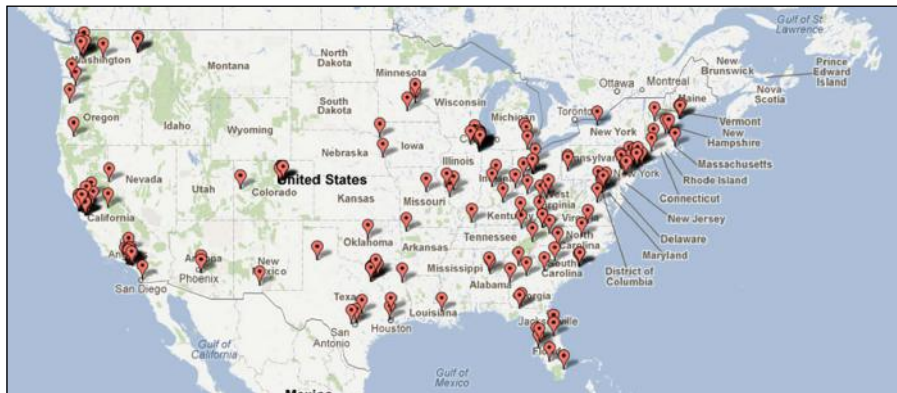 Gulf of St.
Lawrence
North
Dakota
Montana
Minnesota
Ottawa
Montreal
New
Brunswick
Prince
Edward
Island
Nova
Scotia
Washington
Maine
Wisconsin
Michigan
Toronto
Vermont
South
Dakota
Oregon
Idaho
Wyoming
New York
New
Hampshire
Iowa
Nebraska
Massachusetts
Rhode Island
Illinois
Nevada
Utah
Colorado
United States
New York
Connecticut
Kansas
Missouri
West
Virginia
New Jersey
California
Kentucky
Delaware
Maryland
Oklahoma
Tennessee
North
Carolina
Arkansas
District of
Columbia
Phoenix
New
Mexico
Mississippi
South
Carolina
Alabama
San Diego
Texas
Georgia
Louisiana
San
Antonio
Houston
Gulf of
California
Gulf of
Mexico